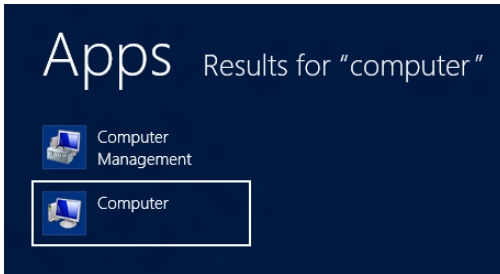 Apps Results for “computer”
Computer
Management
Computer